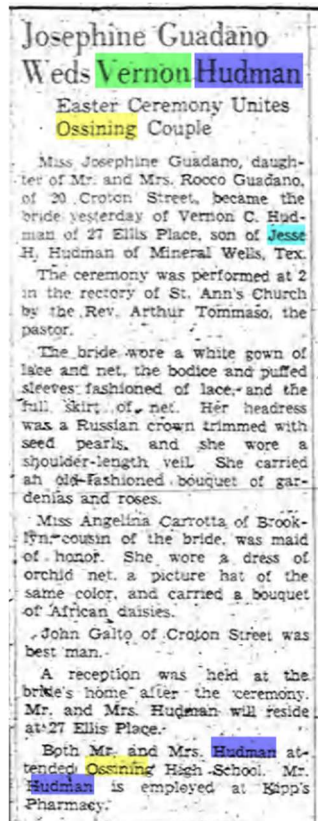 Josephine Guadano
Weds Vernon Hudman
Easter Ceremony Unites
Ossining Couple
Miss Josephine Guadano, daugh-
ter of Mr. and Mrs. Rocco Guadano,
of 20 Croton Street, became the
bride yesterday of Vernon C. Hud-
man of 27 Ellis Place, son of Jesse
H. Hudman of Mineral Wells, Tex.
The ceremony was performed at 2
in the rectory of St. Ann's Church
by the Rev. Arthur Tommaso, the
pastor.
The bride wore a white gown of
lace and net, the bodice and puffed
sleeves fashioned of lace, and the
full skirt of net. Her headress
was a Russian crown trimmed with
seed pearls, and she wore a
shoulder-length veil. She carried
an old-fashioned bouquet of gar-
denias and roses.
Miss Angelina Carrotta of Brook-
lyn, cousin of the bride, was maid
of honor. She wore a dress of
orchid net, a picture hat of the
same color, and carried a bouquet
of African daisies.
John Galto of Croton Street was
best man.
A reception was held at the
bride's home after the ceremony.
Mr. and Mrs. Hudman will reside
at 27 Ellis Place.
Both Mr. and Mrs. Hudman at-
tended Ossining High School. Mr.
Hudman is employed at Kipp's
Pharmacy.